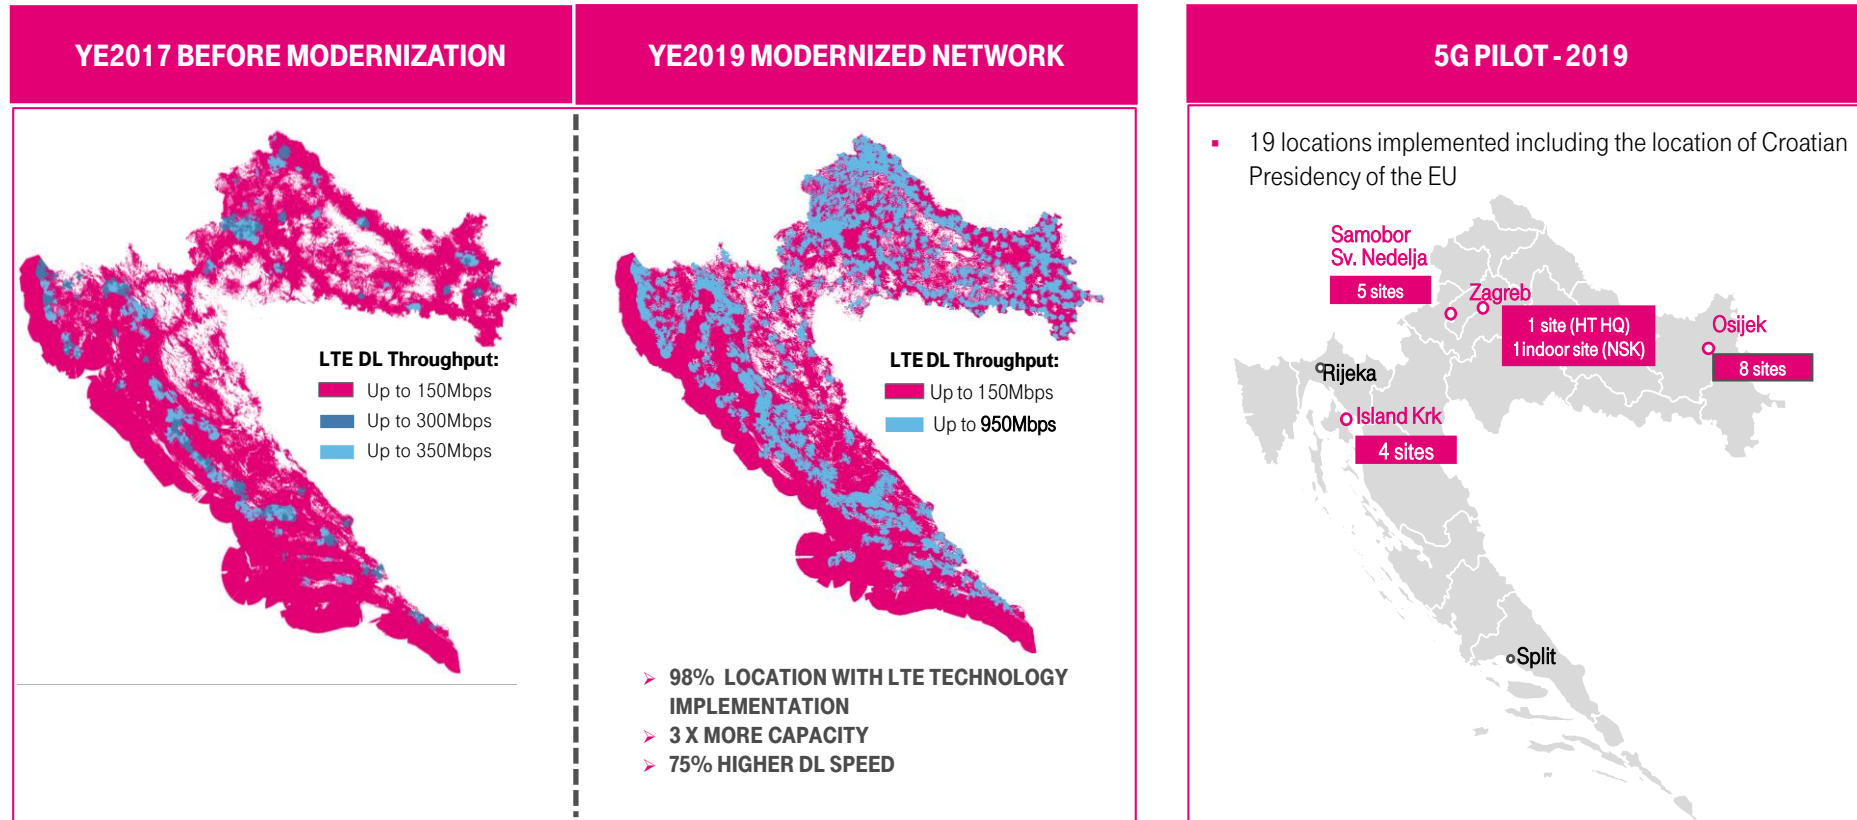 YE2017 BEFORE MODERNIZATION
LTE DL Throughput:
Up to 150Mbps
Up to 300Mbps
Up to 350Mbps
YE2019 MODERNIZED NETWORK
LTE DL Throughput:
Up to 150Mbps
Up to 950Mbps
➢ 98% LOCATION WITH LTE TECHNOLOGY
IMPLEMENTATION
➢ 3 X MORE CAPACITY
➢ 75% HIGHER DL SPEED
5G PILOT - 2019
▪ 19 locations implemented including the location of Croatian
Presidency of the EU
Samobor
Sv. Nedelja
5 sites
Zagreb
1 site (HT HQ)
1 indoor site (NSK)
Osijek
8 sites
Rijeka
Island Krk
4 sites
Split